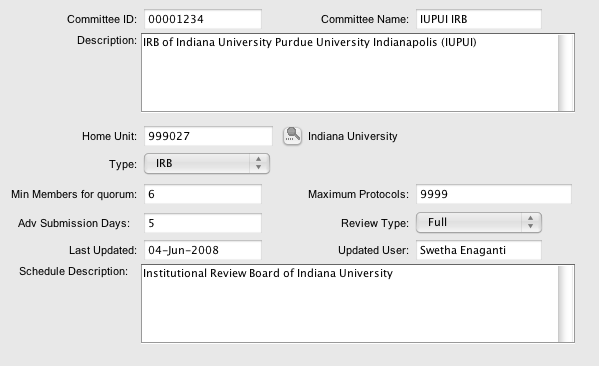 Committee ID: 00001234 Committee Name: IUPUI IRB
Description: IRB of Indiana University Purdue University Indianapolis (IUPUI)
Home Unit: 999027 Indiana University
Type: IRB
Min Members for quorum: 6 Maximum Protocols: 9999
Adv Submission Days: 5 Review Type: Full
Last Updated: 04-Jun-2008 Updated User: Swetha Enaganti
Schedule Description: Institutional Review Board of Indiana University